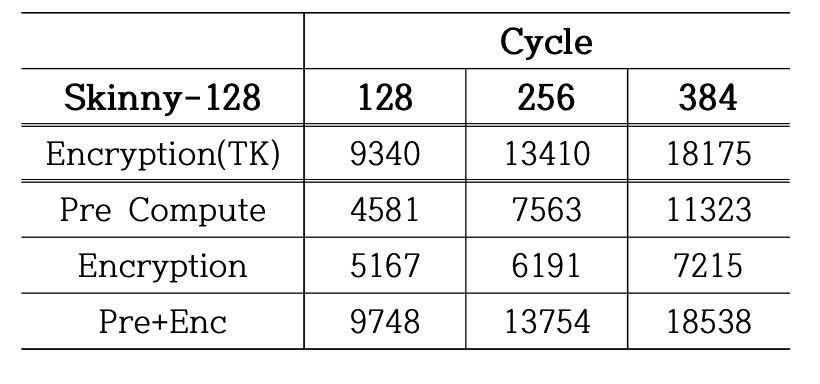 Cycle
Skinny-128 128 256 384
Encryption(TK) 9340 13410 18175
Pre Compute 4581 7563 11323
Encryption 5167 6191 7215
Pre+Enc 9748 13754 18538